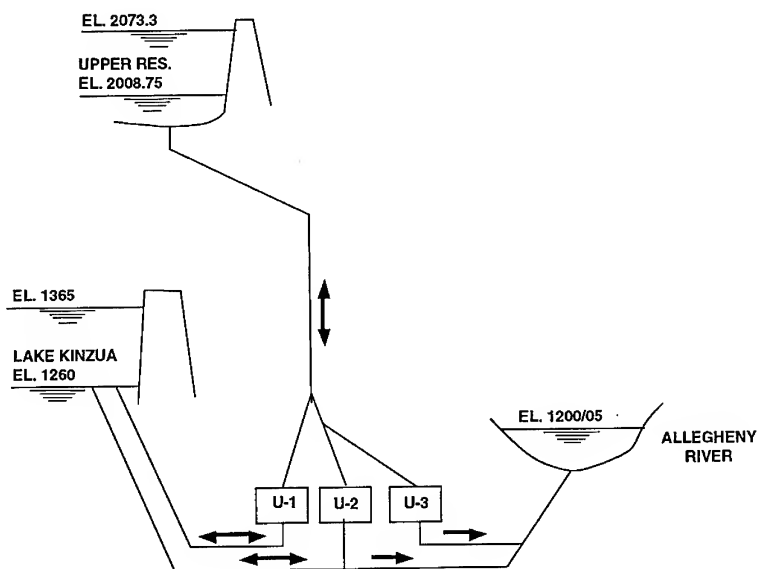 EL. 2073.3
UPPER RES.
EL. 2008.75
EL. 1365
LAKE KINZUA
EL. 1260
EL. 1200/05
ALLEGHENY
RIVER
U-1
U-2
U-3